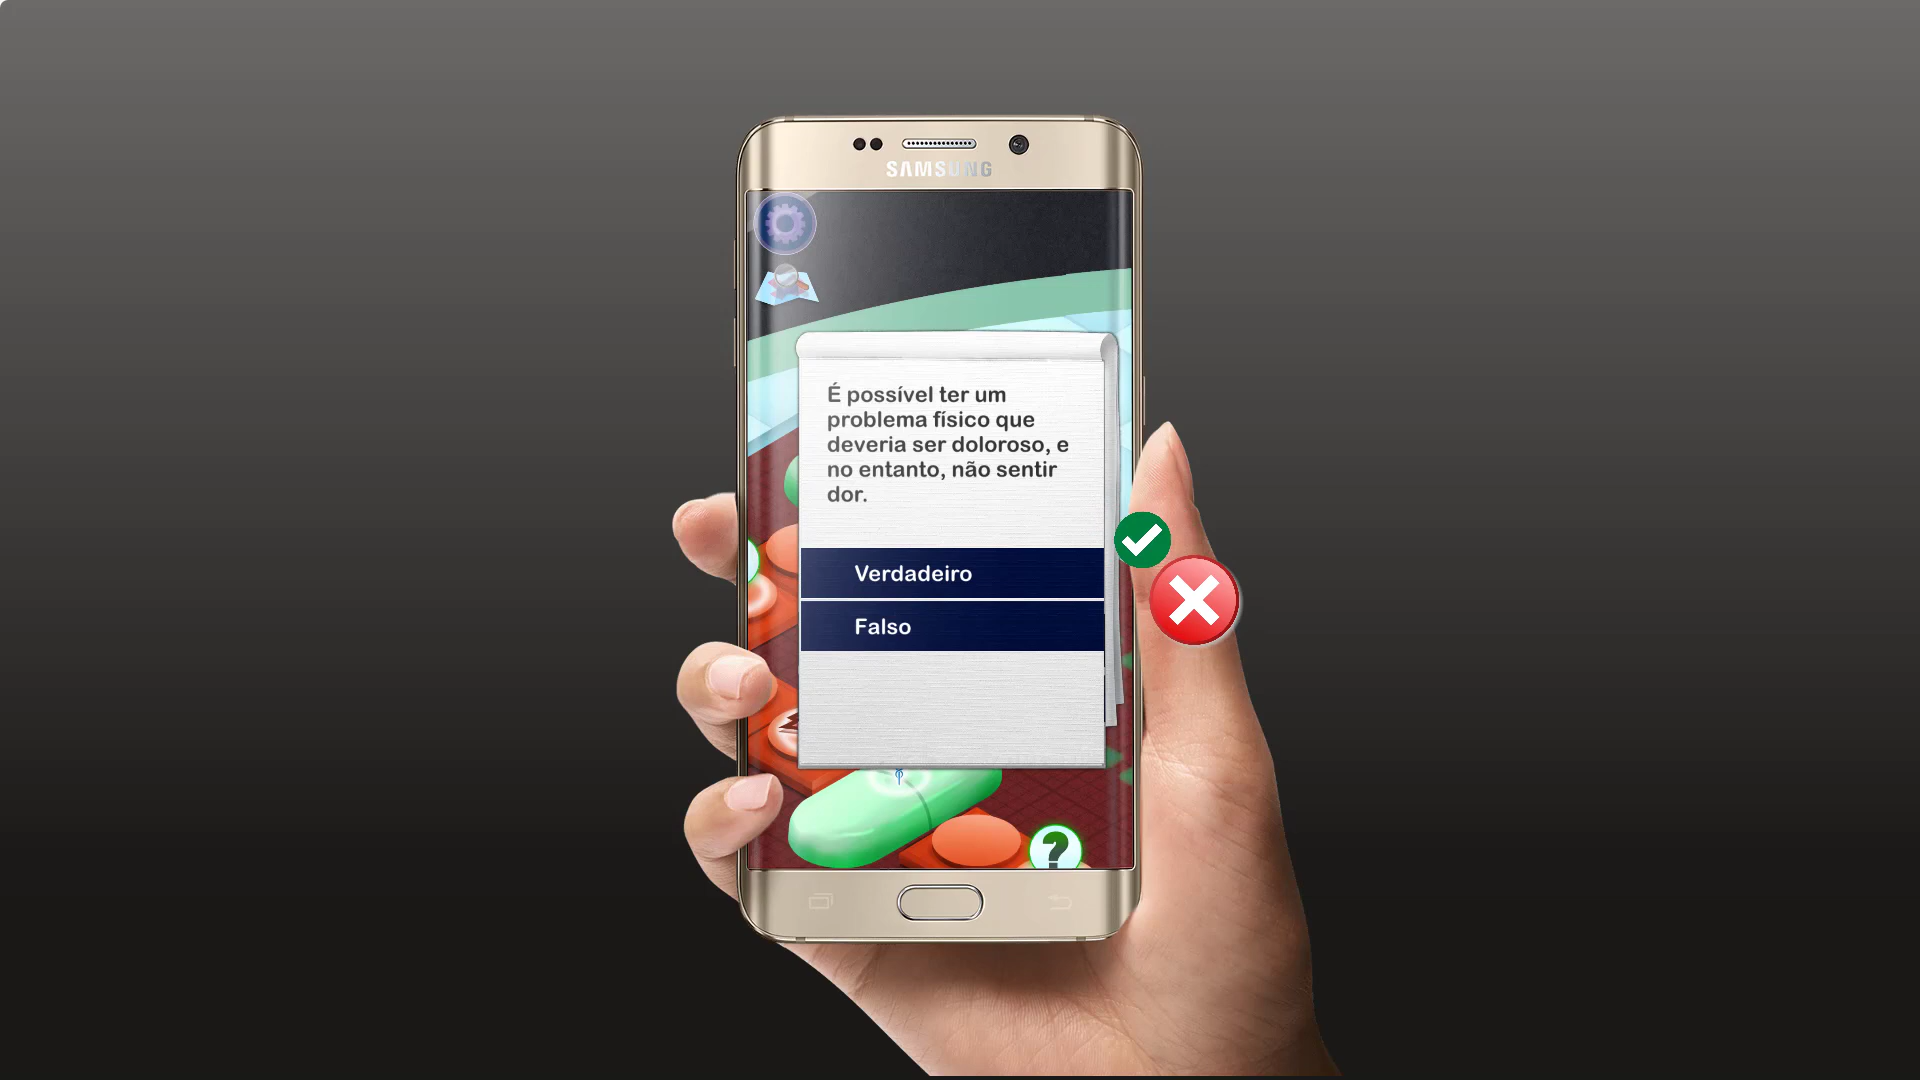 SAMSUNG
É possível ter um
problema físico que
deveria ser doloroso, e
no entanto, não sentir
dor.
Verdadeiro
Falso
?